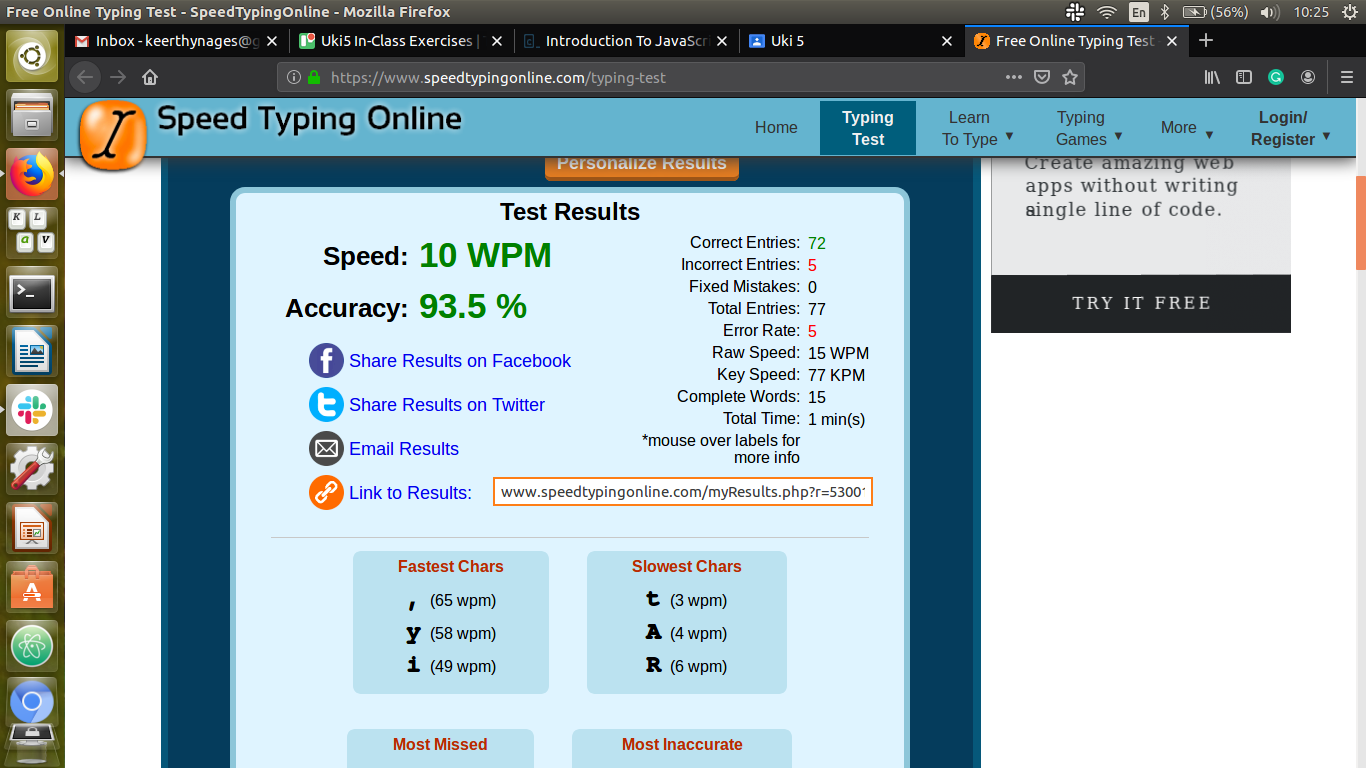 Free Online Typing Test - SpeedTypingOnline - Mozilla Firefox
En
(56%)
10:25
Inbox - keerthynages@g
Uki5 In-Class Exercises |
Introduction To JavaScri
Uki 5
Free Online Typing Test
https://www.speedtypingonline.com/typing-test
Speed Typing Online
Home
Typing
Test
Learn
To Type
Typing
Games
More
Login/
Register
Personalize Results
Create amazing web
apps without writing
single line of code.
TRY IT FREE
Test Results
Speed: 10 WPM
Accuracy: 93.5 %
Share Results on Facebook
Share Results on Twitter
Email Results
Link to Results: www.speedtypingonline.com/myResults.php?r=5300
Correct Entries: 72
Incorrect Entries: 5
Fixed Mistakes: 0
Total Entries: 77
Error Rate: 5
Raw Speed: 15 WPM
Key Speed: 77 KPM
Complete Words: 15
Total Time: 1 min(s)
*mouse over labels for
more info
Fastest Chars
, (65 wpm)
y (58 wpm)
i (49 wpm)
Slowest Chars
t (3 wpm)
A (4 wpm)
R (6 wpm)
Most Missed
Most Inaccurate